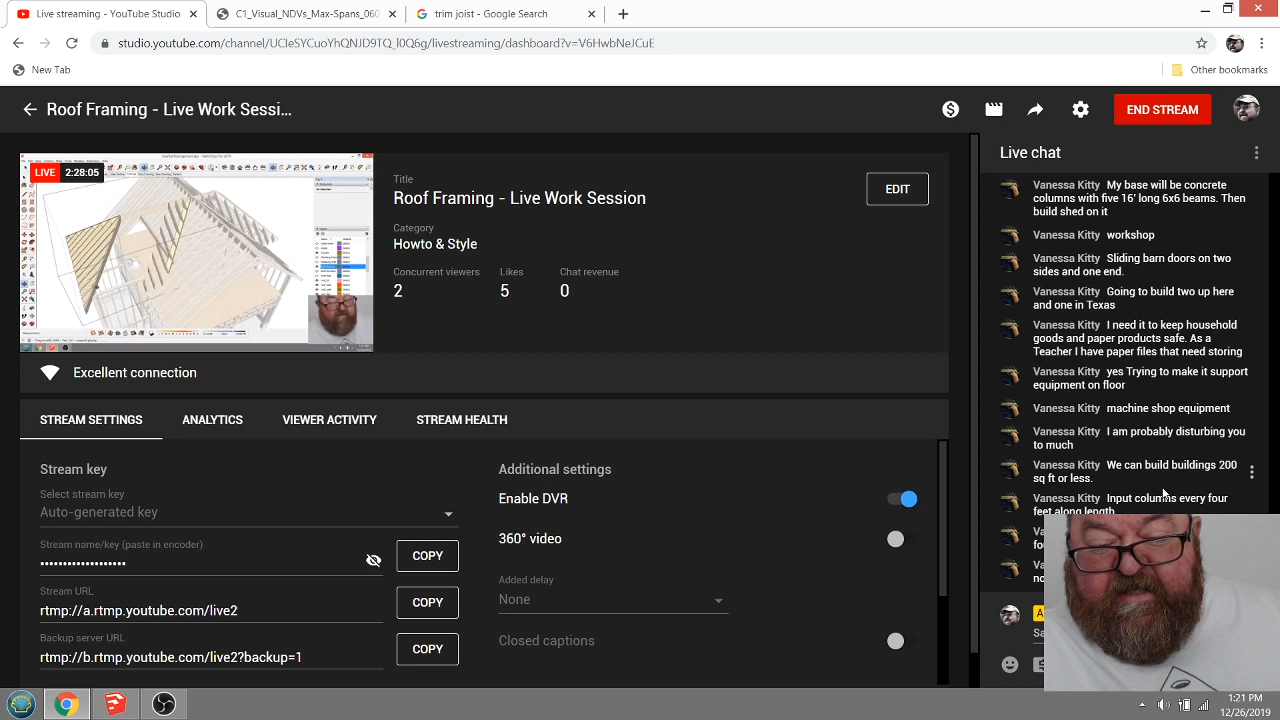 Live streaming - YouTube Studio
C1_Visual_NDVs_Max-Spans_060
trim joist - Google Search
studio.youtube.com/channel/UCIeSYCuoYhQNJD9TQ_I0Q6g/livestreaming/dashboard?v=V6HwbNeJCuE
New Tab
Other bookmarks
Roof Framing - Live Work Sessi...
END STREAM
LIVE 2:28:05
Title
Roof Framing - Live Work Session
EDIT
Category
Howto & Style
Concurrent viewers
2
Chat revenue
0
Excellent connection
STREAM SETTINGS
ANALYTICS
VIEWER ACTIVITY
STREAM HEALTH
Stream key
Select stream key
Auto-generated key
Stream name/key (paste in encoder)
COPY
Stream URL
rtmp://a.rtmp.youtube.com/live2
COPY
Backup server URL
rtmp://b.rtmp.youtube.com/live2?backup=1
COPY
Additional settings
Enable DVR
360° video
Added delay
None
Closed captions
Live chat
Vanessa Kitty My base will be concrete
columns with five 16' long 6x6 beams. Then
build shed on it
Vanessa Kitty workshop
Vanessa Kitty Sliding barn door on two
and one
Vanessa Kitty Going to build two up here
and one in Texas
Vanessa Kitty I need it to keep household
goods and paper products safe. As a
Teacher I have paper files that need storing
Vanessa Kitty yes Trying to make it support
equipment on floor
Vanessa Kitty machine shop equipment
Vanessa Kitty I am probably disturbing you
to much
Vanessa Kitty We can build buildings 200
sq ft or less.
Vanessa Kitty Input columns every four
feet along length
1:21 PM
12/26/2019